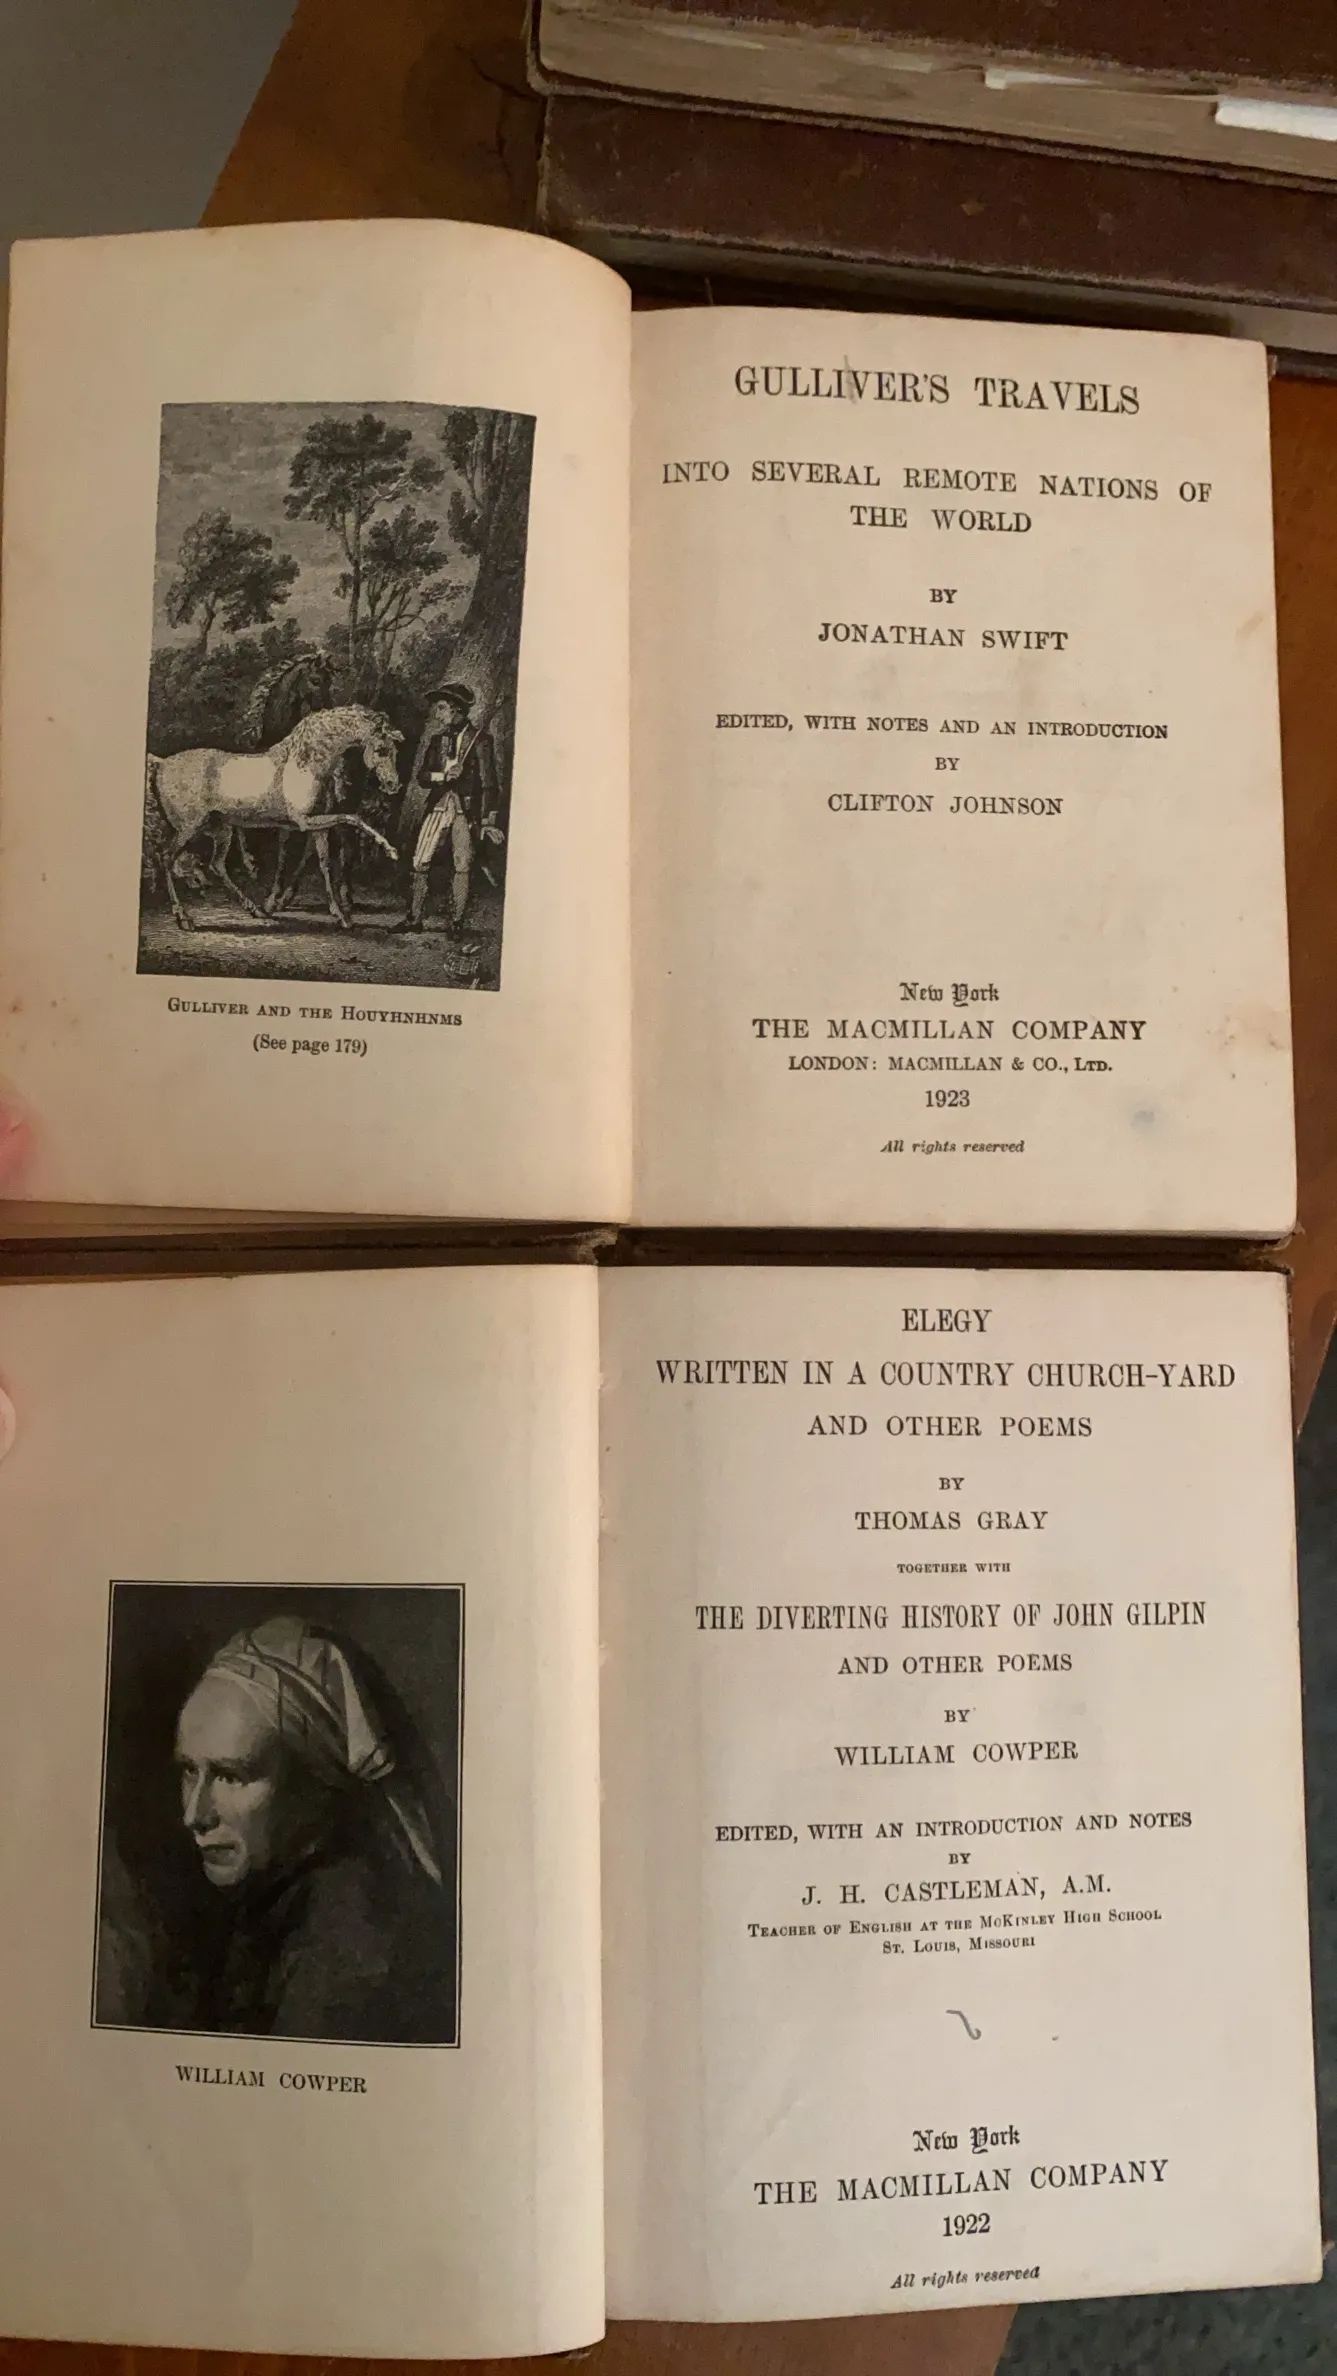 GULLIVER AND THE HOUYHNHNMS
(See page 179)
GULLIVER'S TRAVELS
INTO SEVERAL REMOTE NATIONS OF
THE WORLD
BY
JONATHAN SWIFT
EDITED, WITH NOTES AND AN INTRODUCTION
BY
CLIFTON JOHNSON
New York
THE MACMILLAN COMPANY
LONDON: MACMILLAN & CO., LTD.
1923
All rights reserved
WILLIAM COWPER
ELEGY
WRITTEN IN A COUNTRY CHURCH-YARD
AND OTHER POEMS
BY
THOMAS GRAY
TOGETHER WITH
THE DIVERTING HISTORY OF JOHN GILPIN
AND OTHER POEMS
BY
WILLIAM COWPER
EDITED, WITH AN INTRODUCTION AND NOTES
BY
J. H. CASTLEMAN, A.M.
TEACHER OF ENGLISH AT THE MCKINLEY HIGH SCHOOL
ST. LOUIS, MISSOURI
New York
THE MACMILLAN COMPANY
1922
All rights reserved